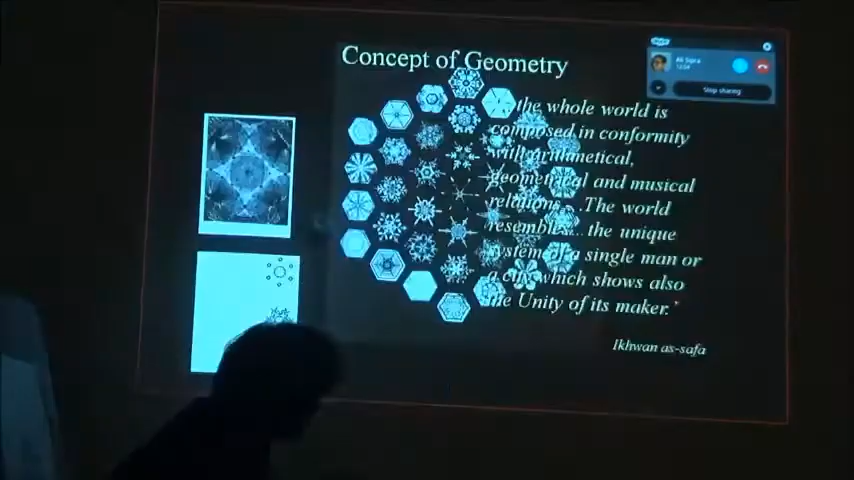 Concept of Geometry
the whole world is
composed in conformity
with arithmetical,
geometrical and musical
relations.... The world
resembles.... the unique
system of a single man or
a city which shows also
the Unity of its maker.'
Ikhwan as-safa
Stop sharing